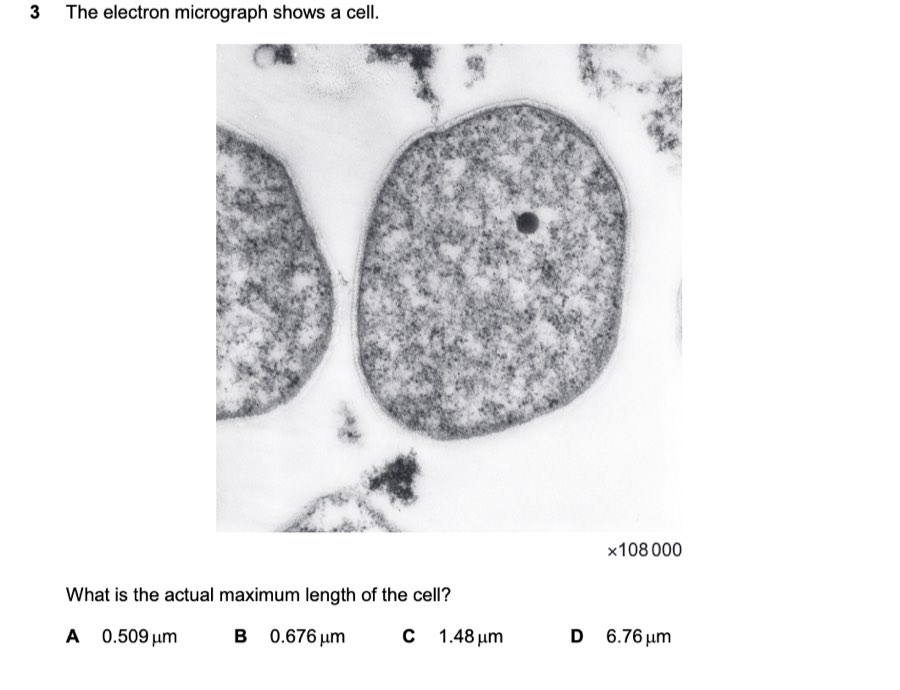 3 The electron micrograph shows a cell.
×108 000
What is the actual maximum length of the cell?
A 0.509 μm B 0.676 μm C 1.48 μm D 6.76 μm